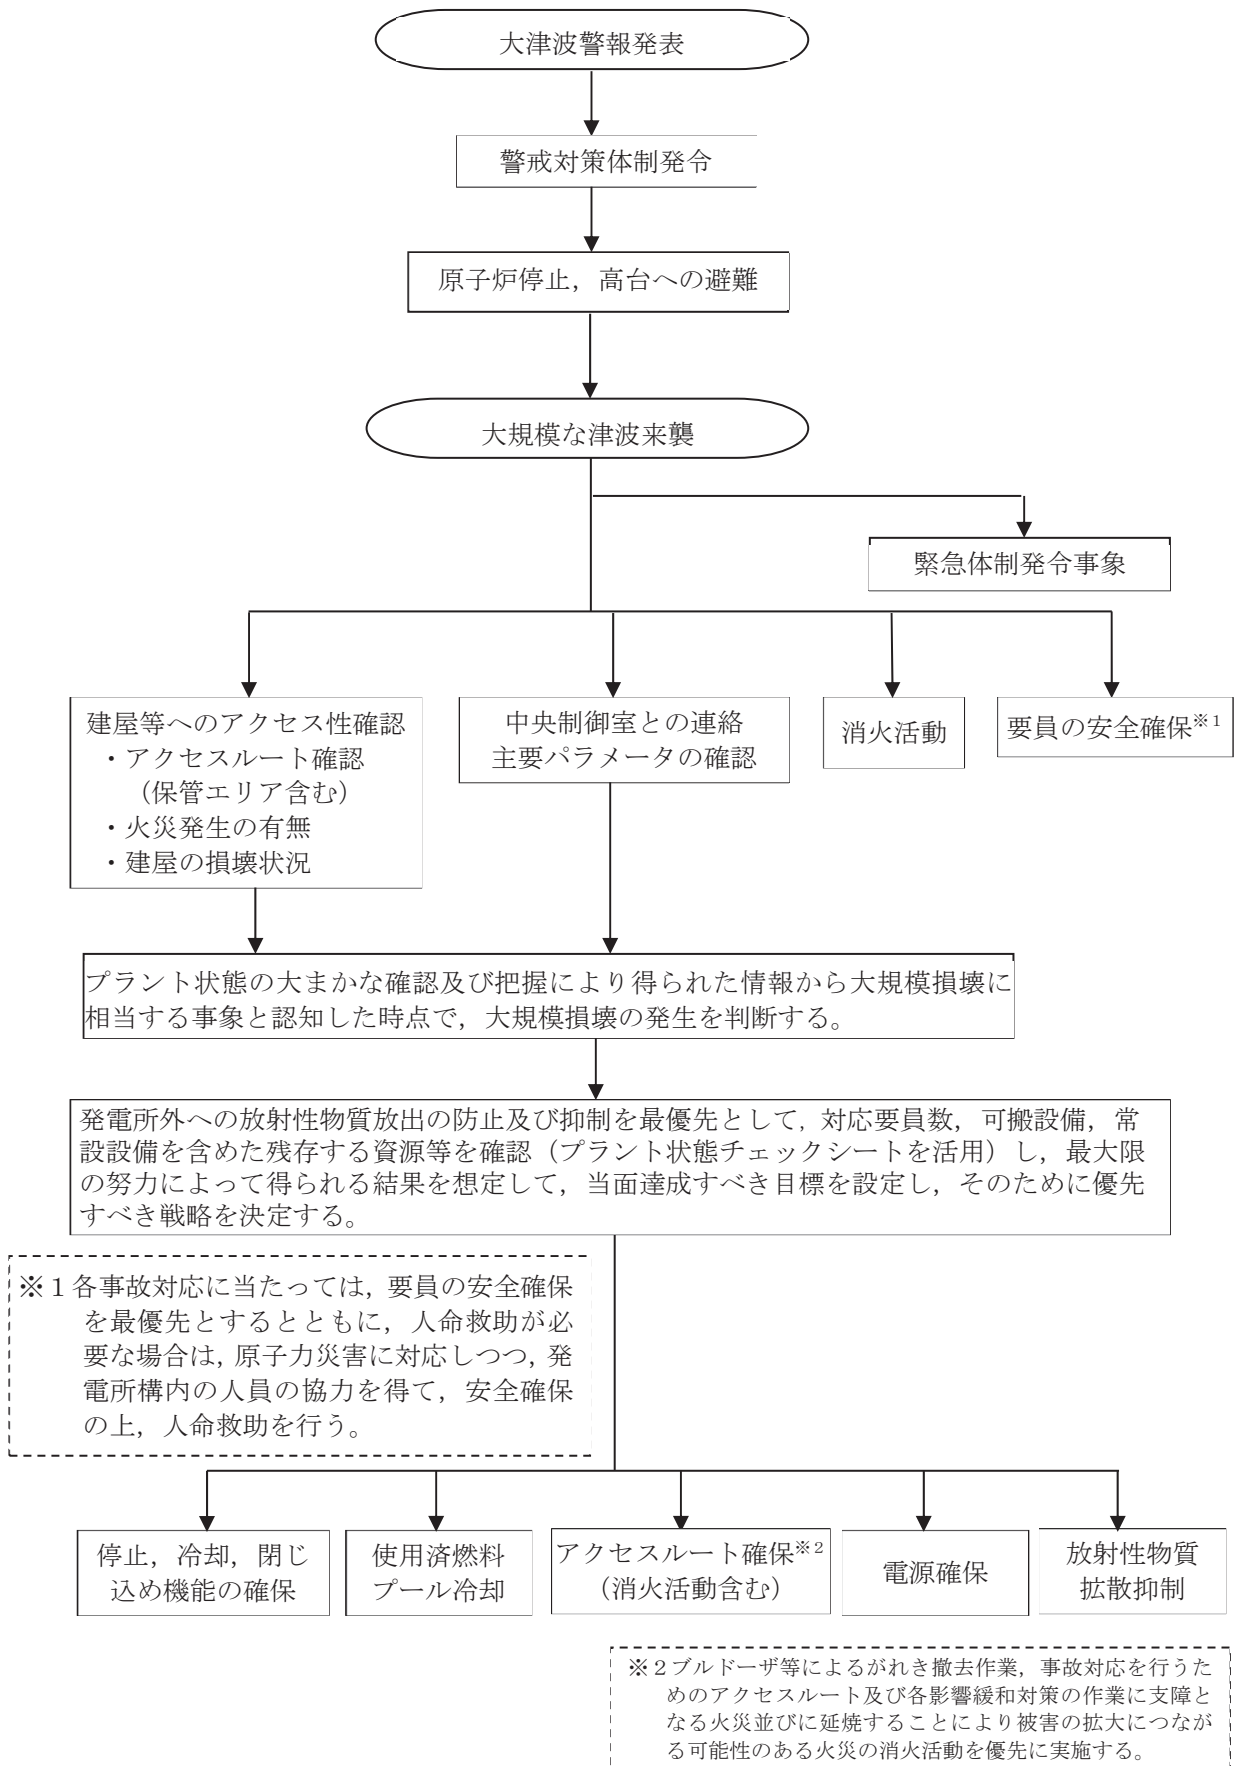 大津波警報発表
警戒対策体制発令
原子炉停止，高台への避難
大規模な津波来襲
緊急体制発令事象
建屋等へのアクセス性確認
・アクセスルート確認
（保管エリア含む）
・火災発生の有無
・建屋の損壊状況
中央制御室との連絡
主要パラメータの確認
消火活動
要員の安全確保※1
プラント状態の大まかな確認及び把握により得られた情報から大規模損壊に
相当する事象と認知した時点で，大規模損壊の発生を判断する。
発電所外への放射性物質放出の防止及び抑制を最優先として，対応要員数，可搬設備，常
設設備を含めた残存する資源等を確認（プラント状態チェックシートを活用）し，最大限
の努力によって得られる結果を想定して，当面達成すべき目標を設定し，そのために優先
すべき戦略を決定する。
※１各事故対応に当たっては，要員の安全確保
を最優先とするとともに，人命救助が必
要な場合は，原子力災害に対応しつつ，発
電所構内の人員の協力を得て，安全確保
の上，人命救助を行う。
停止，冷却，閉じ
込め機能の確保
使用済燃料
プール冷却
アクセスルート確保※2
（消火活動含む）
電源確保
放射性物質
拡散抑制
※２ブルドーザ等によるがれき撤去作業，事故対応を行うた
めのアクセスルート及び各影響緩和対策の作業に支障と
なる火災並びに延焼することにより被害の拡大につなが
る可能性のある火災の消火活動を優先に実施する。